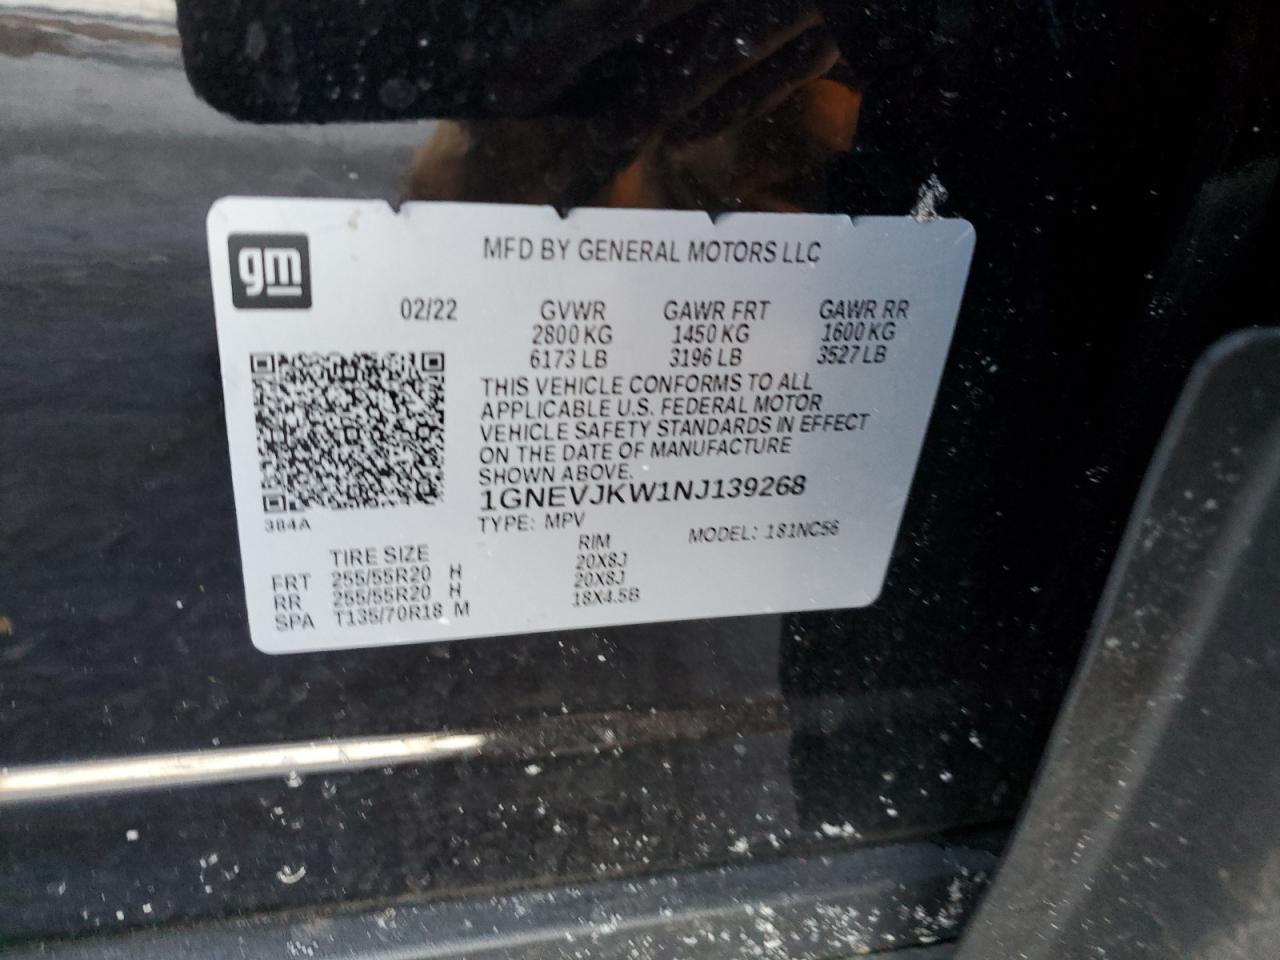 gm
MFD BY GENERAL MOTORS LLC
02/22 GVWR GAWR FRT GAWR RR
2800 KG 1450 KG 1600 KG
6173 LB 3196 LB 3527 LB
THIS VEHICLE CONFORMS TO ALL
APPLICABLE U.S. FEDERAL MOTOR
VEHICLE SAFETY STANDARDS IN EFFECT
ON THE DATE OF MANUFACTURE
SHOWN ABOVE.
1GNEVJKW1NJ139268
384A
TYPE: MPV MODEL: 181NC56
TIRE SIZE RIM
FRT 255/55R20 H 20X8J
RR 255/55R20 H 20X8J
SPA T135/70R18 M 18X4.5B